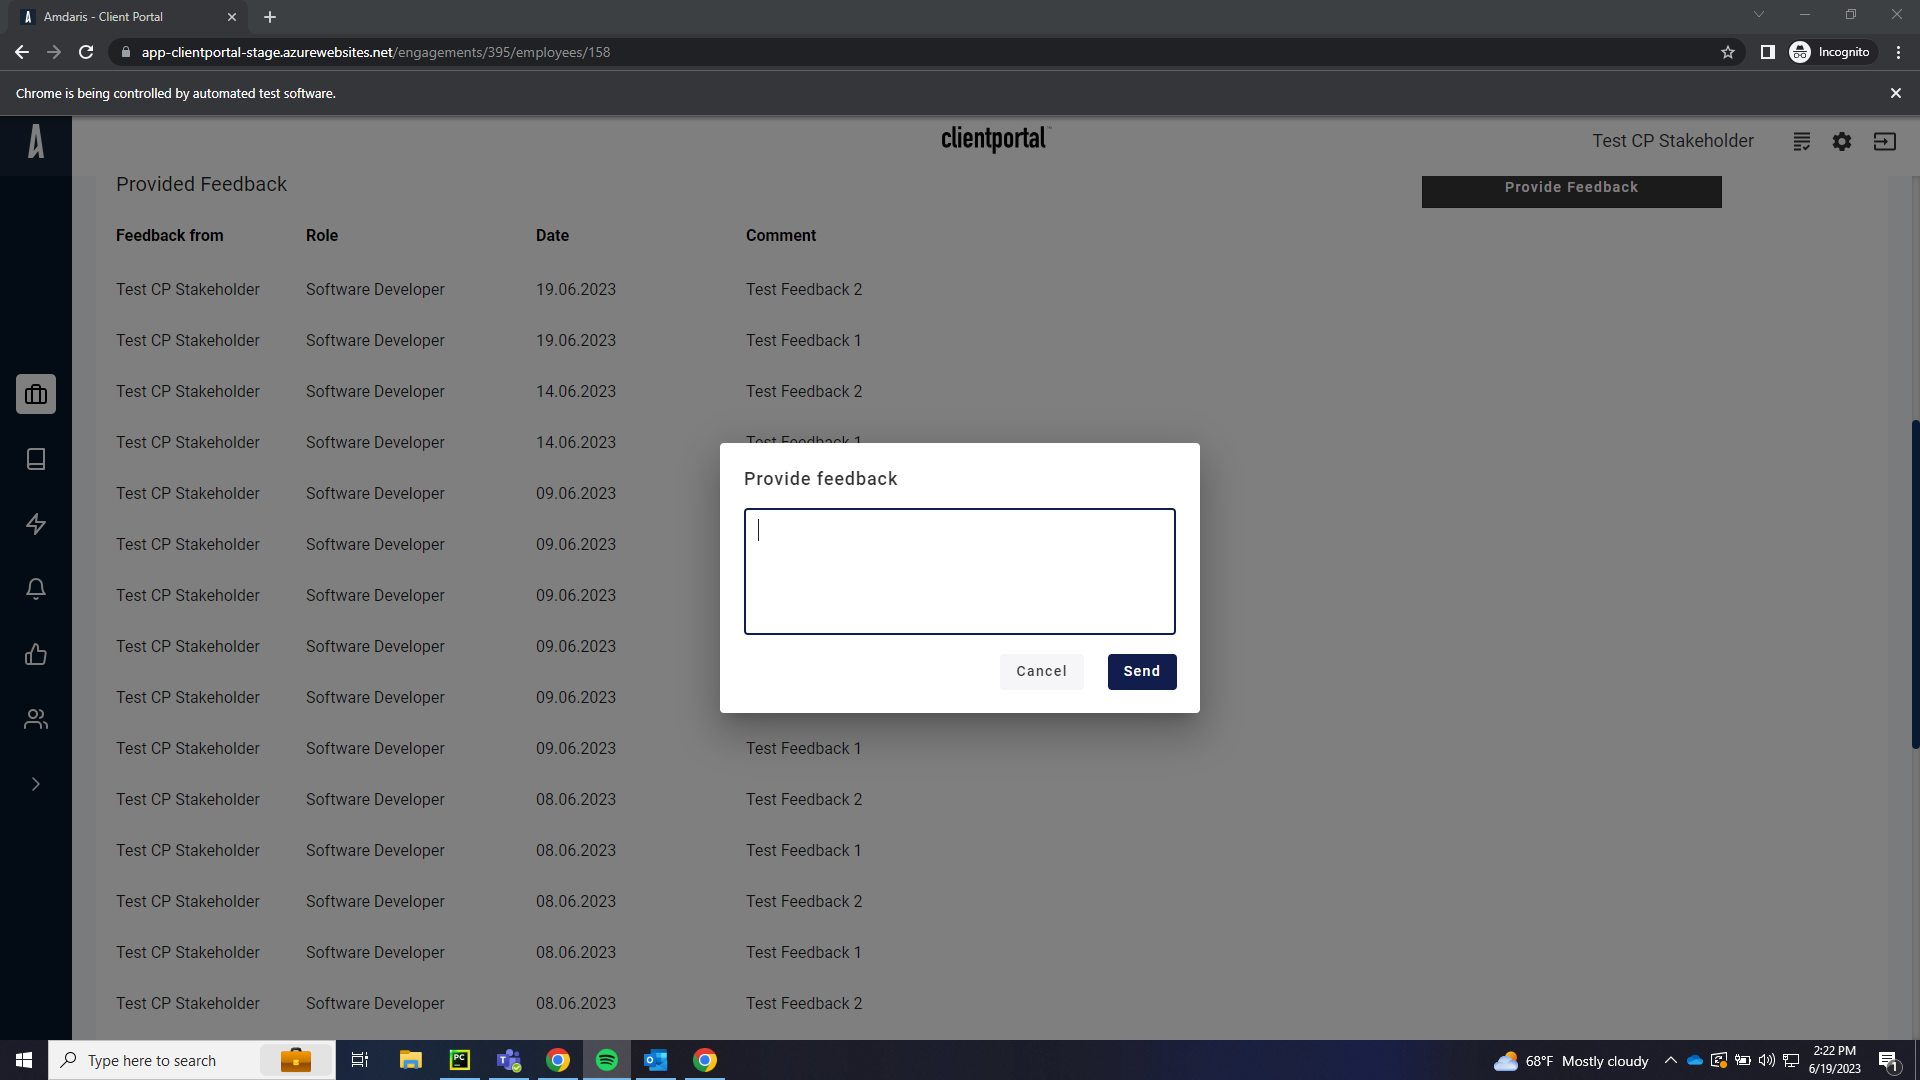 Amdaris - Client Portal
app-clientportal-stage.azurewebsites.net/engagements/395/employees/158
Incognito
Chrome is being controlled by automated test software.
clientportal
Test CP Stakeholder
Provided Feedback
Provide Feedback
Feedback from Role Date Comment
Test CP Stakeholder Software Developer 19.06.2023 Test Feedback 2
Test CP Stakeholder Software Developer 19.06.2023 Test Feedback 1
Test CP Stakeholder Software Developer 14.06.2023 Test Feedback 2
Test CP Stakeholder Software Developer 14.06.2023 Test Feedback 1
Test CP Stakeholder Software Developer 09.06.2023
Test CP Stakeholder Software Developer 09.06.2023
Test CP Stakeholder Software Developer 09.06.2023
Test CP Stakeholder Software Developer 09.06.2023
Test CP Stakeholder Software Developer 09.06.2023
Test CP Stakeholder Software Developer 09.06.2023 Test Feedback 1
Test CP Stakeholder Software Developer 08.06.2023 Test Feedback 2
Test CP Stakeholder Software Developer 08.06.2023 Test Feedback 1
Test CP Stakeholder Software Developer 08.06.2023 Test Feedback 2
Test CP Stakeholder Software Developer 08.06.2023 Test Feedback 1
Test CP Stakeholder Software Developer 08.06.2023 Test Feedback 2
Provide feedback
Cancel Send
Type here to search
68°F Mostly cloudy
2:22 PM
6/19/2023
1